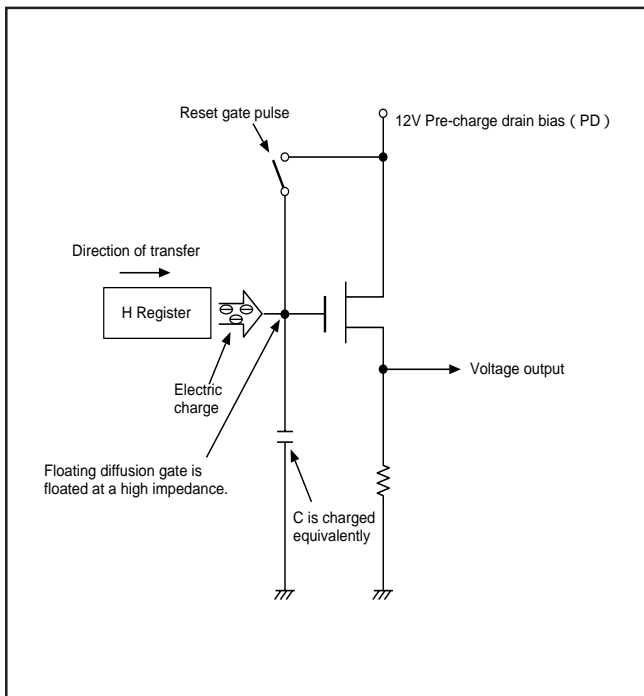 Reset gate pulse
12V Pre-charge drain bias ( PD )
Direction of transfer
H Register
Electric
charge
Voltage output
Floating diffusion gate is
floated at a high impedance.
C is charged
equivalently